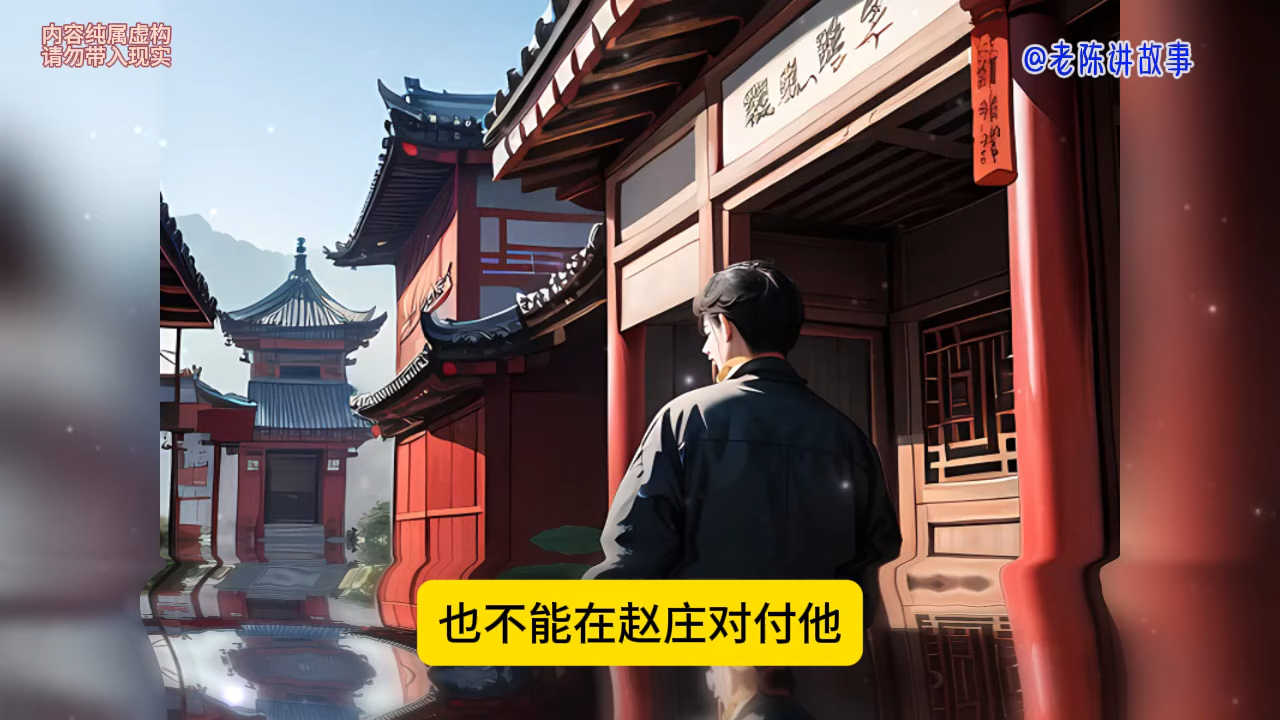 内容纯属虚构
请勿带入现实
@老陈讲故事
也不能在赵庄对付他